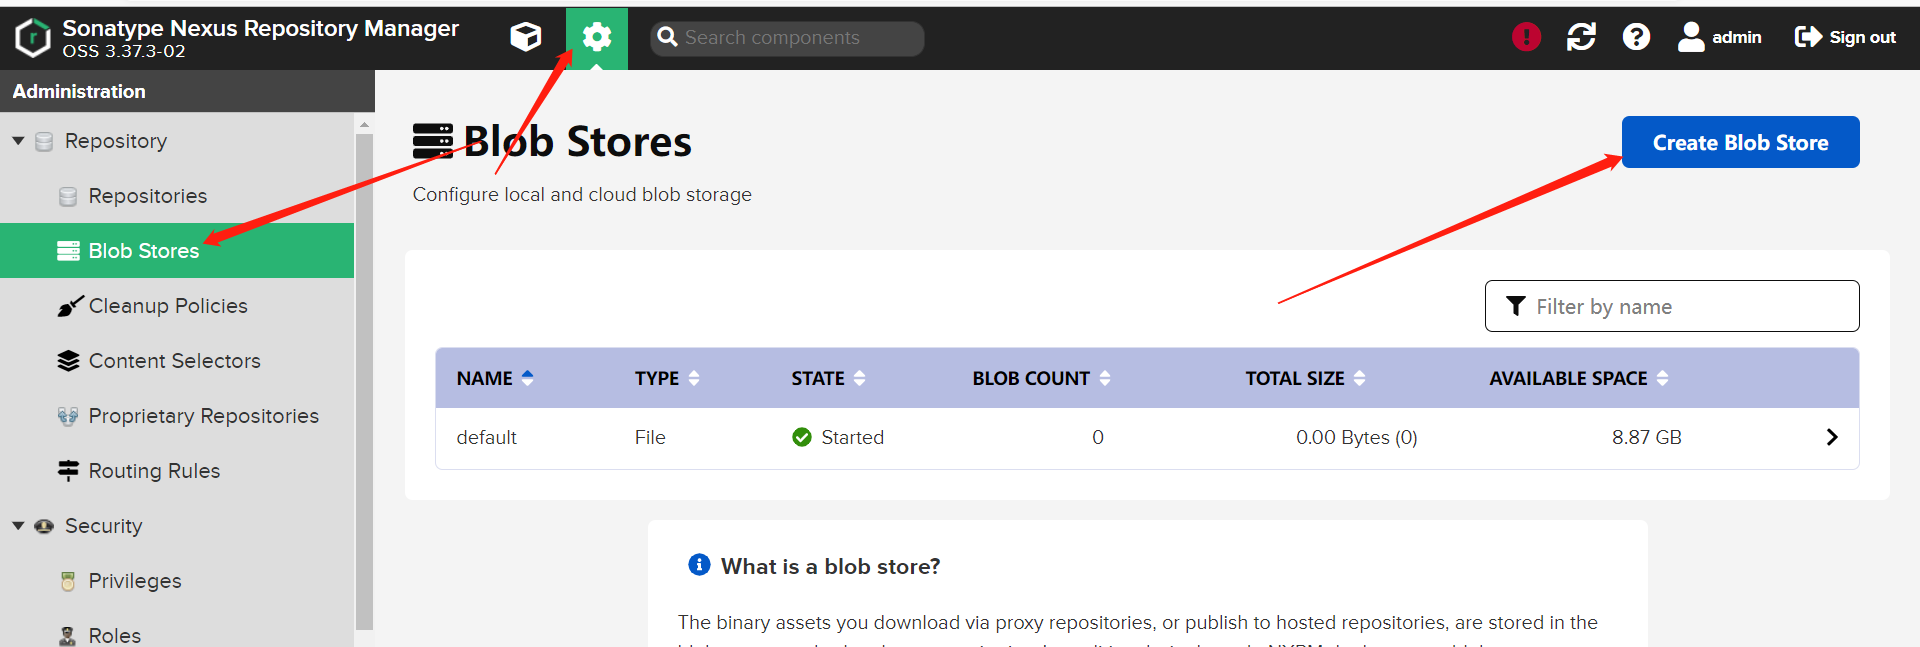 Sonatype Nexus Repository Manager
OSS 3.37.3-02
Search components
admin
Sign out
Administration
Repository
Repositories
Blob Stores
Cleanup Policies
Content Selectors
Proprietary Repositories
Routing Rules
Security
Privileges
Roles
Blob Stores
Configure local and cloud blob storage
Create Blob Store
Filter by name
NAME TYPE STATE BLOB COUNT TOTAL SIZE AVAILABLE SPACE
default File Started 0 0.00 Bytes (0) 8.87 GB
What is a blob store?
The binary assets you download via proxy repositories, or publish to hosted repositories, are stored in the